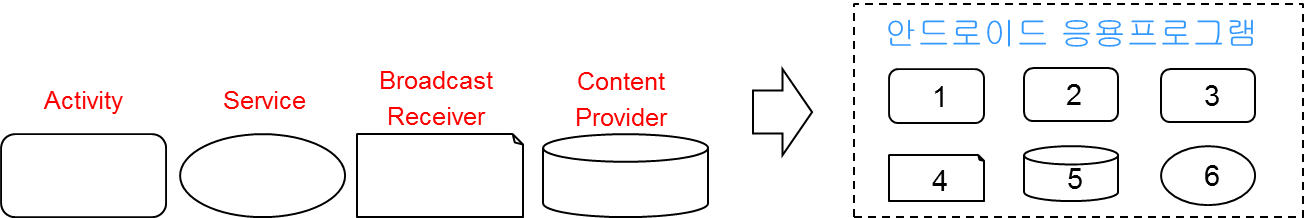 Activity
Service
Broadcast
Receiver
Content
Provider
안드로이드 응용프로그램
1
2
3
4
5
6